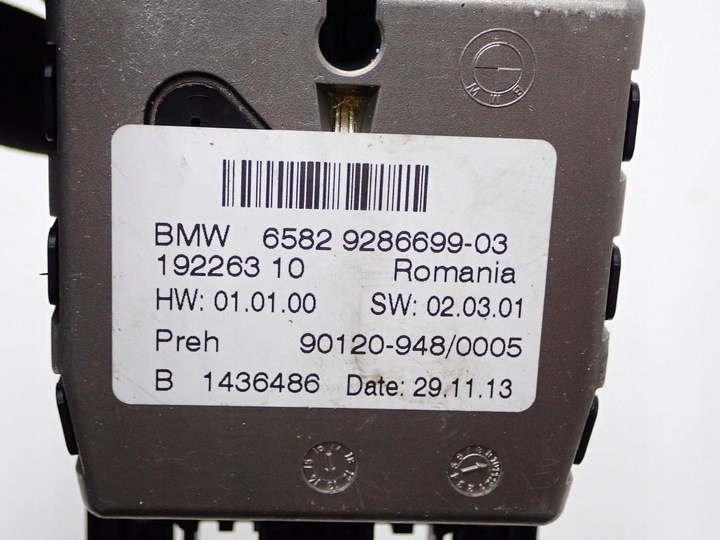 BMW
BMW 6582 9286699-03
192263 10 Romania
HW: 01.01.00 SW: 02.03.01
Preh 90120-948/0005
B 1436486 Date: 29.11.13